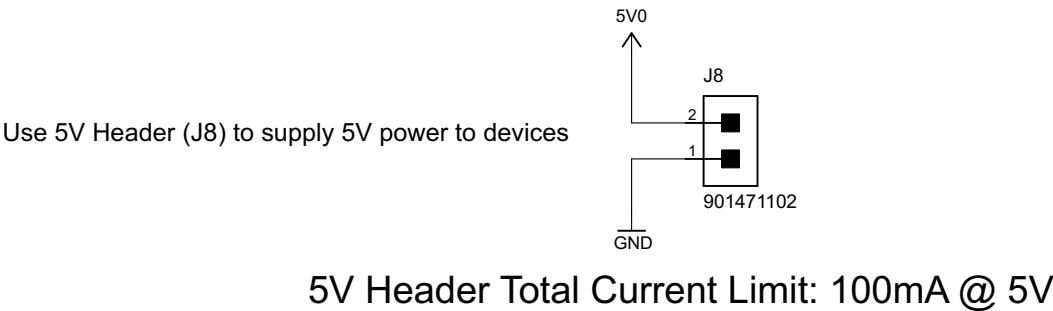 5V0
J8
Use 5V Header (J8) to supply 5V power to devices
2
1
901471102
GND
5V Header Total Current Limit: 100mA @ 5V